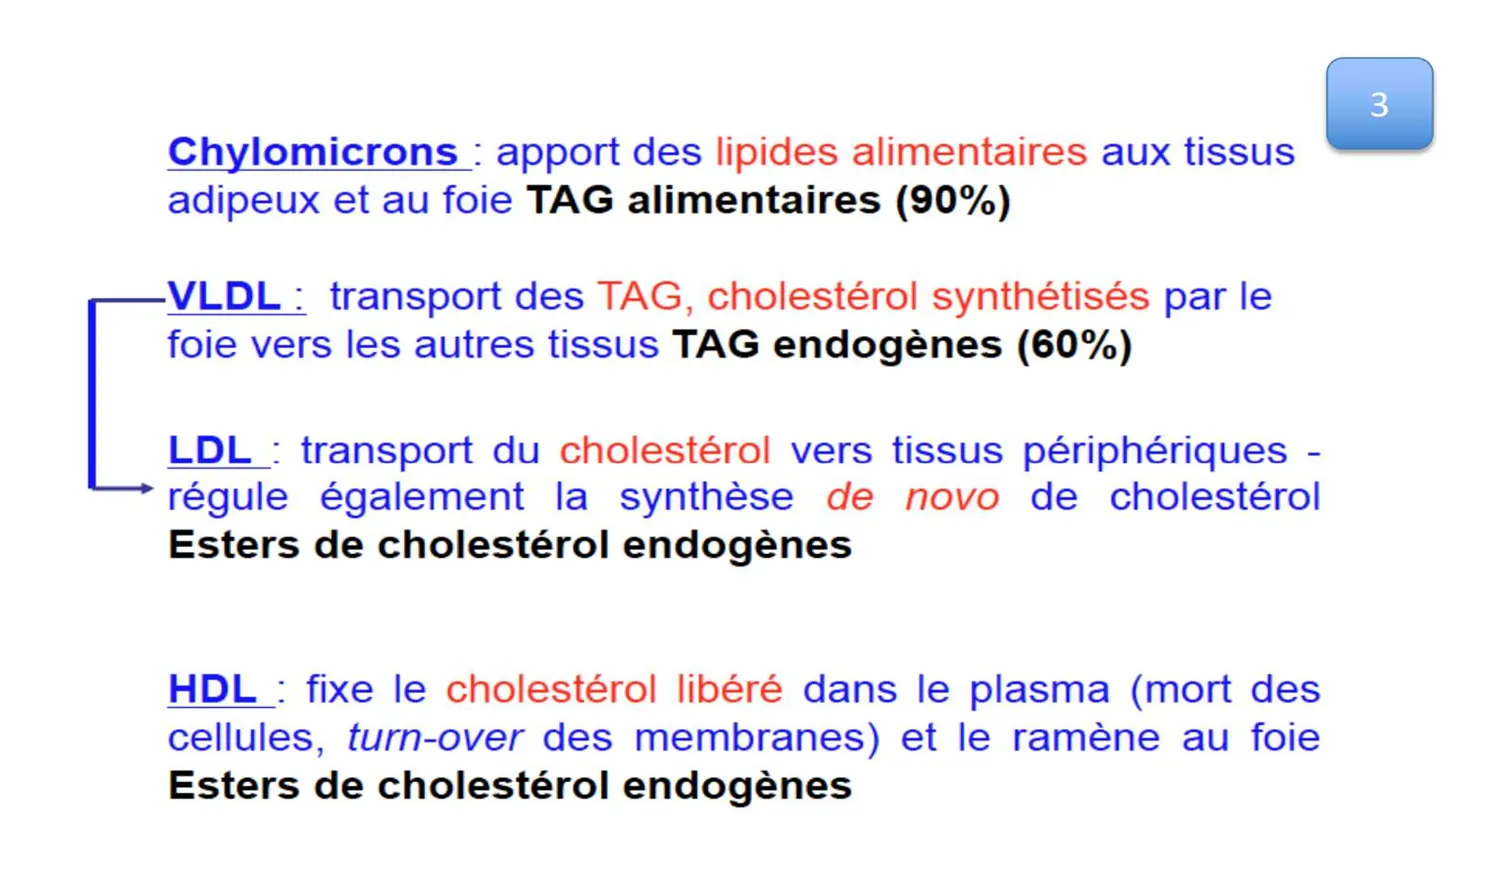 3
Chylomicrons : apport des lipides alimentaires aux tissus
adipeux et au foie TAG alimentaires (90%)
VLDL : transport des TAG, cholestérol synthétisés par le
foie vers les autres tissus TAG endogènes (60%)
LDL : transport du cholestérol vers tissus périphériques -
régule également la synthèse de novo de cholestérol
Esters de cholestérol endogènes
HDL : fixe le cholestérol libéré dans le plasma (mort des
cellules, turn-over des membranes) et le ramène au foie
Esters de cholestérol endogènes